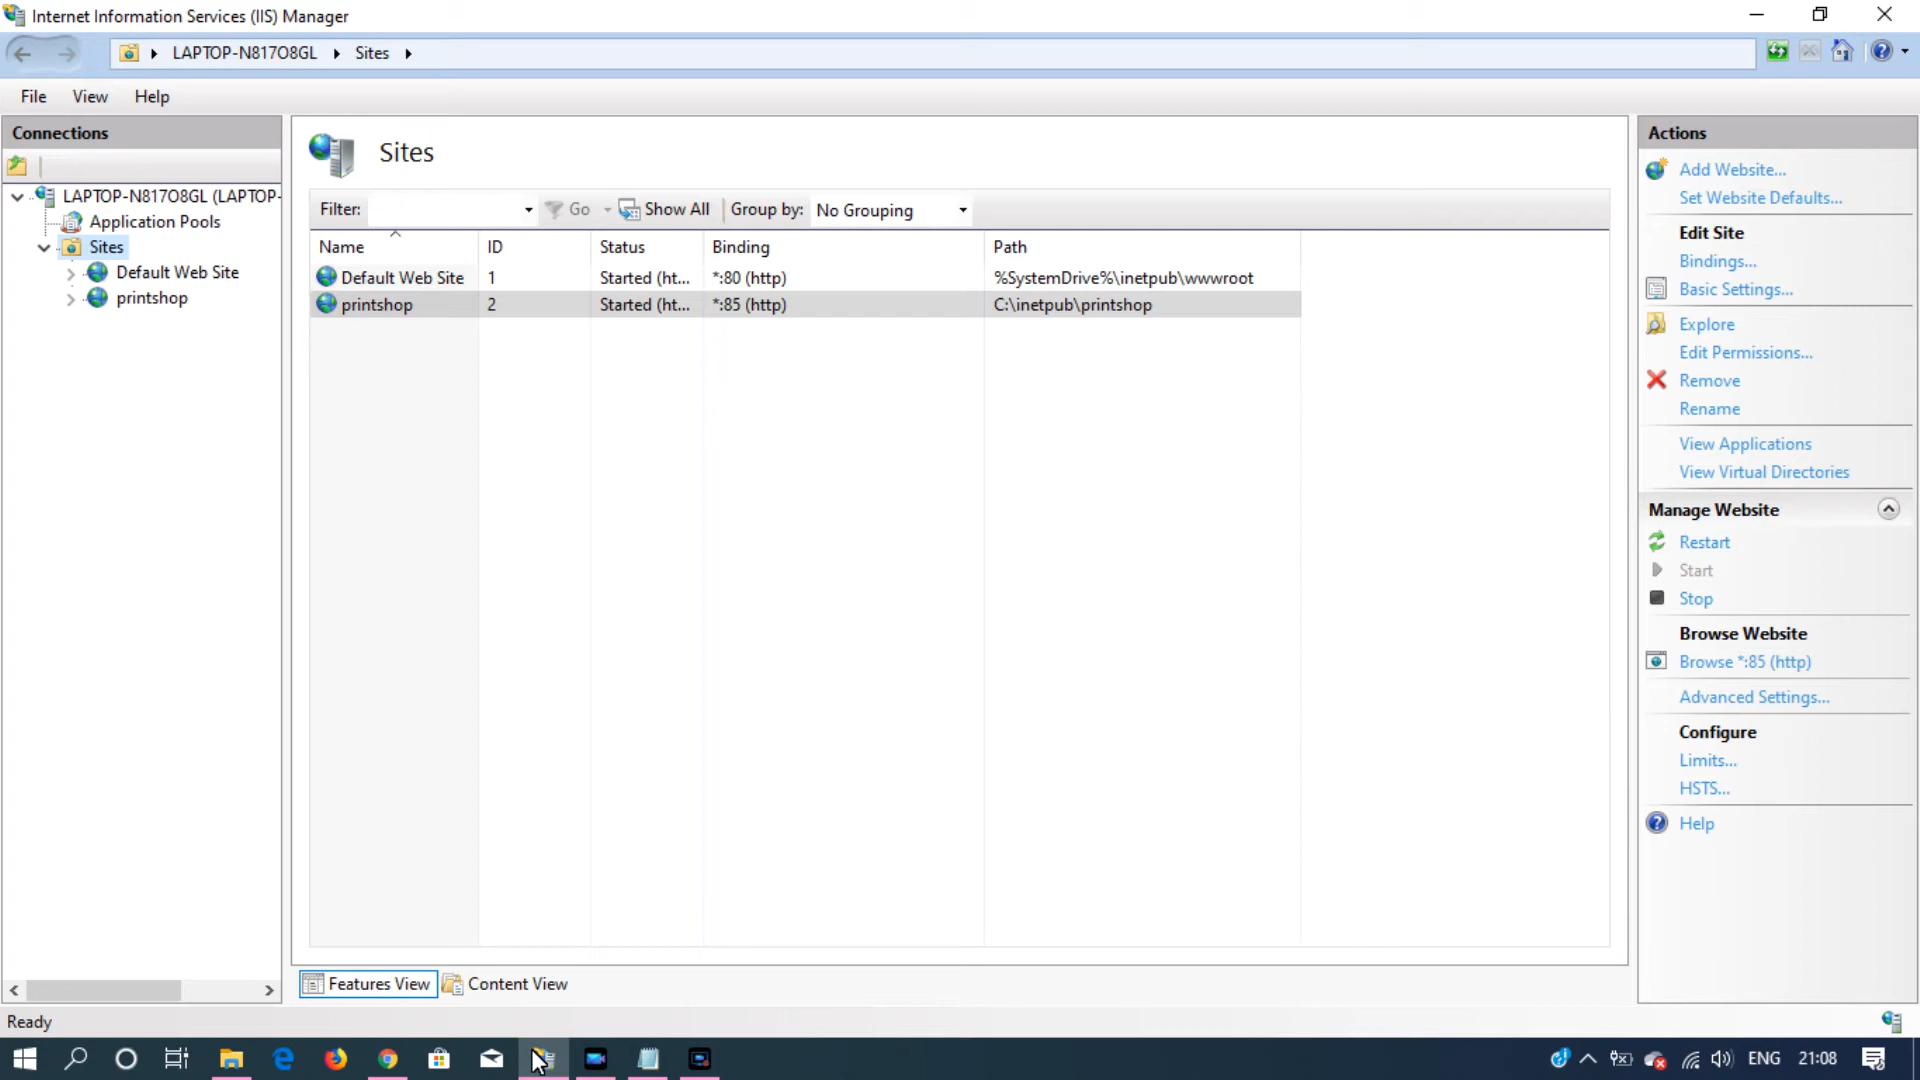 Internet Information Services (IIS) Manager
LAPTOP-N817O8GL Sites
File View Help
Connections
LAPTOP-N817O8GL (LAPTOP-
Application Pools
Sites
Default Web Site
printshop
Sites
Filter: Go Show All Group by: No Grouping
Name ID Status Binding Path
Default Web Site 1 Started (ht... *:80 (http) %SystemDrive%\inetpub\wwwroot
printshop 2 Started (ht... *:85 (http) C:\inetpub\printshop
Features View Content View
Actions
Add Website...
Set Website Defaults...
Edit Site
Bindings...
Basic Settings...
Explore
Edit Permissions...
Remove
Rename
View Applications
View Virtual Directories
Manage Website
Restart
Start
Stop
Browse Website
Browse *:85 (http)
Advanced Settings...
Configure
Limits...
HSTS...
Help
Ready
ENG 21:08